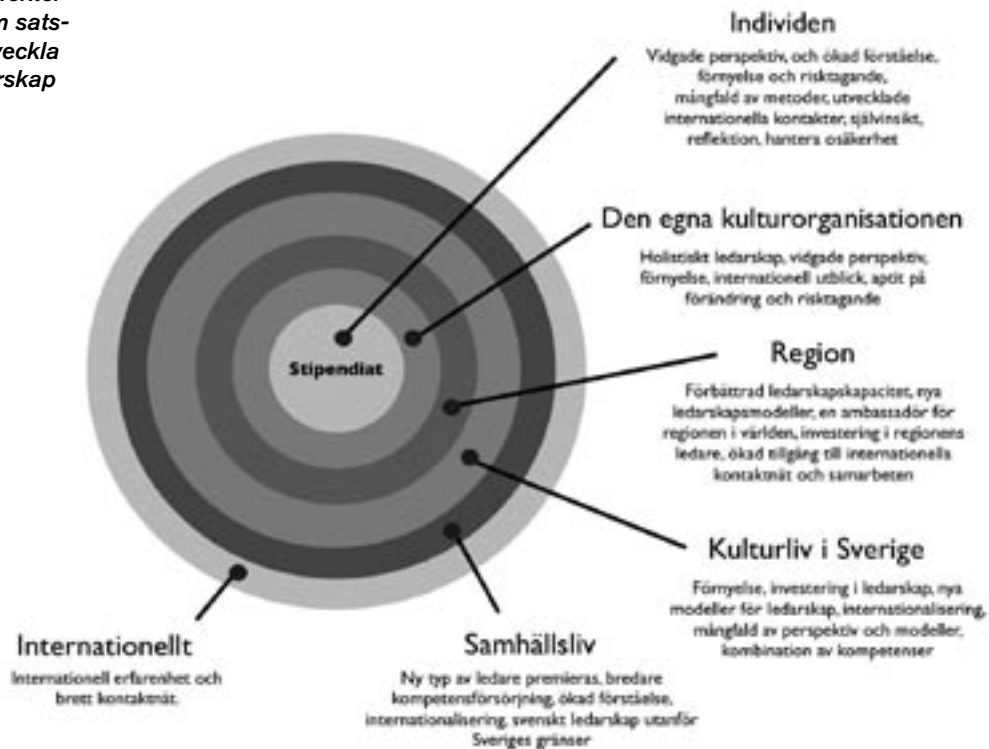 m sats-
veckla
rskap
Individen
Vidgade perspektiv, och ökad förståelse,
förnyelse och risktagande,
mångfald av metoder, utvecklade
internationella kontakter, självinsikt,
reflektion, hantera osäkerhet
Den egna kulturorganisationen
Holistiskt ledarskap, vidgade perspektiv,
förnyelse, internationell utblick, aptit på
förändring och risktagande
Stipendiat
Region
Förbättrad ledarskapskapacitet, nya
ledarskapsmodeller, en ambassadör för
regionen i världen, investering i regionens
ledare, ökad tillgång till internationella
kontaktnät och samarbeten
Kulturliv i Sverige
Förnyelse, investering i ledarskap, nya
modeller för ledarskap, internationalisering,
mångfald av perspektiv och modeller,
kombination av kompetenser
Samhällsliv
Ny typ av ledare premieras, bredare
kompetensförsörjning, ökad förståelse,
internationalisering, svenskt ledarskap utanför
Sveriges gränser
Internationellt
Internationell erfarenhet och
brett kontaktnät.